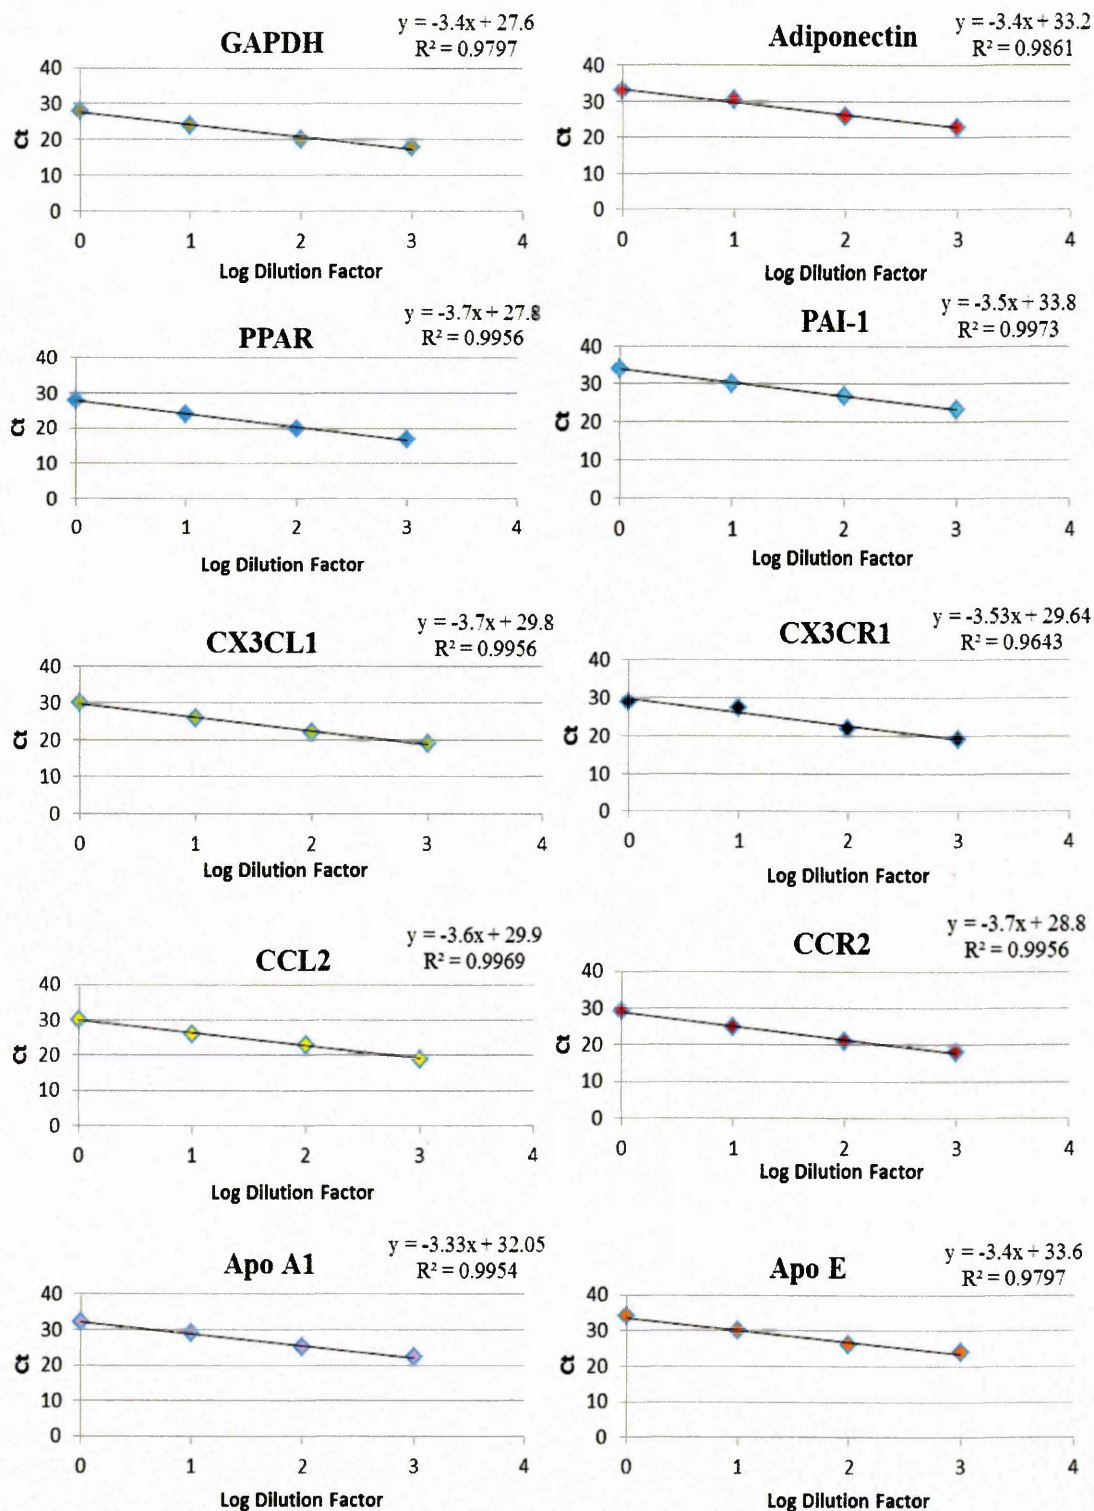 GAPDH
y = -3.4x + 27.6
R² = 0.9797
40
30
20
10
0
Ct
0 1 2 3 4
Log Dilution Factor
Adiponectin
y = -3.4x + 33.2
R² = 0.9861
40
30
20
10
0
Ct
0 1 2 3 4
Log Dilution Factor
PPAR
y = -3.7x + 27.8
R² = 0.9956
40
30
20
10
0
Ct
0 1 2 3 4
Log Dilution Factor
PAI-1
y = -3.5x + 33.8
R² = 0.9973
40
30
20
10
0
Ct
0 1 2 3 4
Log Dilution Factor
CX3CL1
y = -3.7x + 29.8
R² = 0.9956
40
30
20
10
0
Ct
0 1 2 3 4
Log Dilution Factor
CX3CR1
y = -3.53x + 29.64
R² = 0.9643
40
30
20
10
0
Ct
0 1 2 3 4
Log Dilution Factor
CCL2
y = -3.6x + 29.9
R² = 0.9969
40
30
20
10
0
Ct
0 1 2 3 4
Log Dilution Factor
CCR2
y = -3.7x + 28.8
R² = 0.9956
40
30
20
10
0
Ct
0 1 2 3 4
Log Dilution Factor
Apo A1
y = -3.33x + 32.05
R² = 0.9954
40
30
20
10
0
Ct
0 1 2 3 4
Log Dilution Factor
Apo E
y = -3.4x + 33.6
R² = 0.9797
40
30
20
10
0
Ct
0 1 2 3 4
Log Dilution Factor